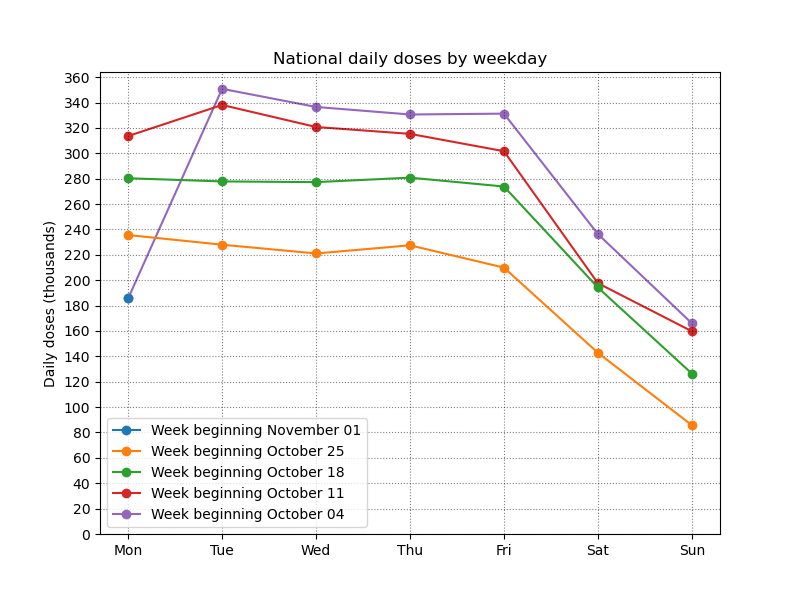 National daily doses by weekday
Daily doses (thousands)
360
340
320
300
280
260
240
220
200
180
160
140
120
100
80
60
40
20
0
Week beginning November 01
Week beginning October 25
Week beginning October 18
Week beginning October 11
Week beginning October 04
Mon Tue Wed Thu Fri Sat Sun